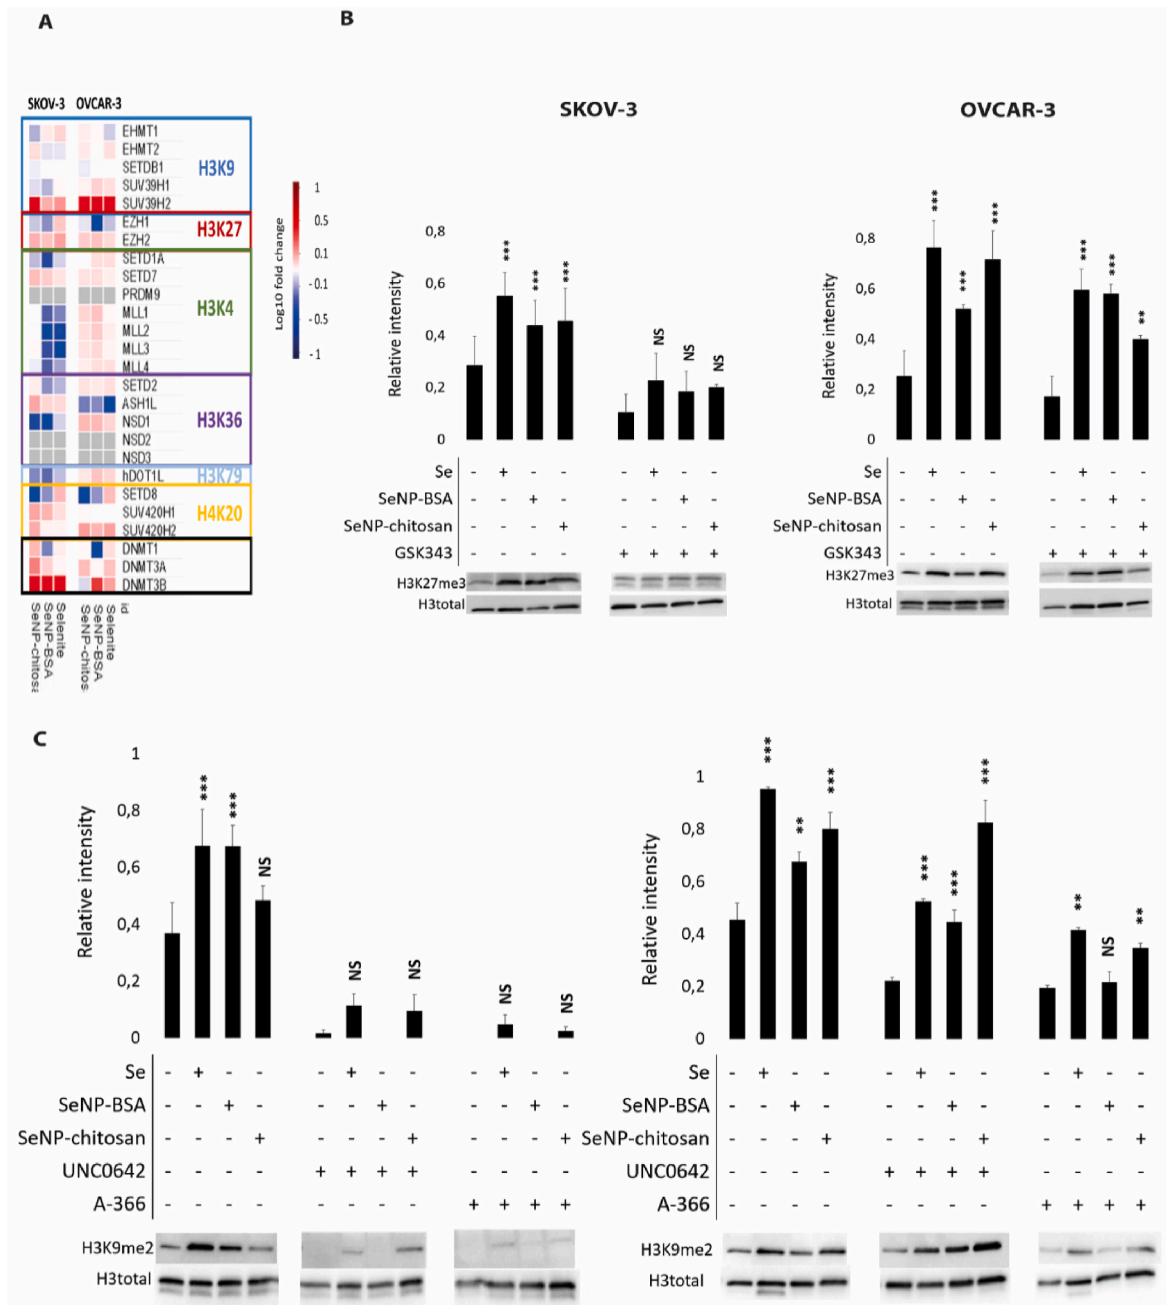 A
B
SKOV-3 OVCAR-3
EHMT1
EHMT2
SETDB1
SUV39H1
SUV39H2
H3K9
EZH1
EZH2
H3K27
SETD1A
SETD7
PRDM9
MLL1
MLL2
MLL3
MLL4
H3K4
SETD2
ASH1L
NSD1
NSD2
NSD3
H3K36
hDOT1L
H3K79
SETD8
SUV420H1
SUV420H2
H4K20
DNMT1
DNMT3A
DNMT3B
SeNP-chitosa
SeNP-BSA
Selenite
SeNP-chitos
SeNP-BSA
Selenite
id
Log10 fold change
1
0.5
0.1
-0.1
-0.5
-1
SKOV-3
Relative intensity
0,8
0,6
0,4
0,2
0
*** *** *** NS NS NS
Se - + - - - + - -
SeNP-BSA - - + - - - + -
SeNP-chitosan - - - + - - - +
GSK343 - - - - + + + +
H3K27me3
H3total
OVCAR-3
Relative intensity
0,8
0,6
0,4
0,2
0
*** *** *** *** *** **
Se - + - - - + - -
SeNP-BSA - - + - - - + -
SeNP-chitosan - - - + - - - +
GSK343 - - - - + + + +
H3K27me3
H3total
C
Relative intensity
1
0,8
0,6
0,4
0,2
0
*** *** NS NS NS NS NS
Se - + - - - + - - - + - -
SeNP-BSA - - + - - - + - - - + -
SeNP-chitosan - - - + - - - + - - - +
UNC0642 - - - - + + + + - - - -
A-366 - - - - - - - - + + + +
H3K9me2
H3total
Relative intensity
1
0,8
0,6
0,4
0,2
0
*** ** *** *** *** *** ** NS **
Se - + - - - + - - - + - -
SeNP-BSA - - + - - - + - - - + -
SeNP-chitosan - - - + - - - + - - - +
UNC0642 - - - - + + + + - - - -
A-366 - - - - - - - - + + + +
H3K9me2
H3total